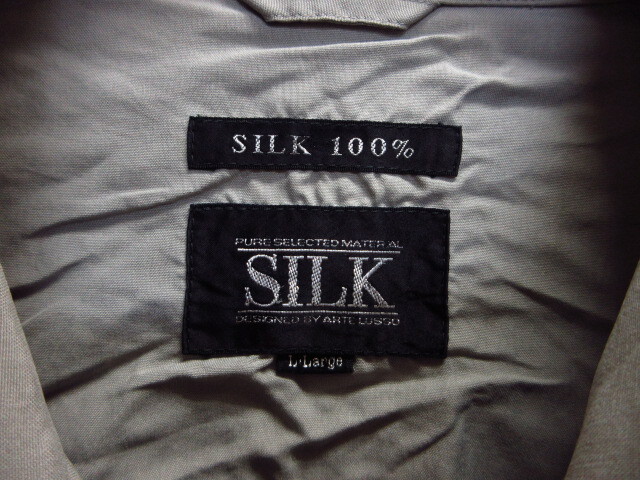 SILK 100%
PURE SELECTED MATERIAL
SILK
DESIGNED BY ARTE LUSSO
L·Large